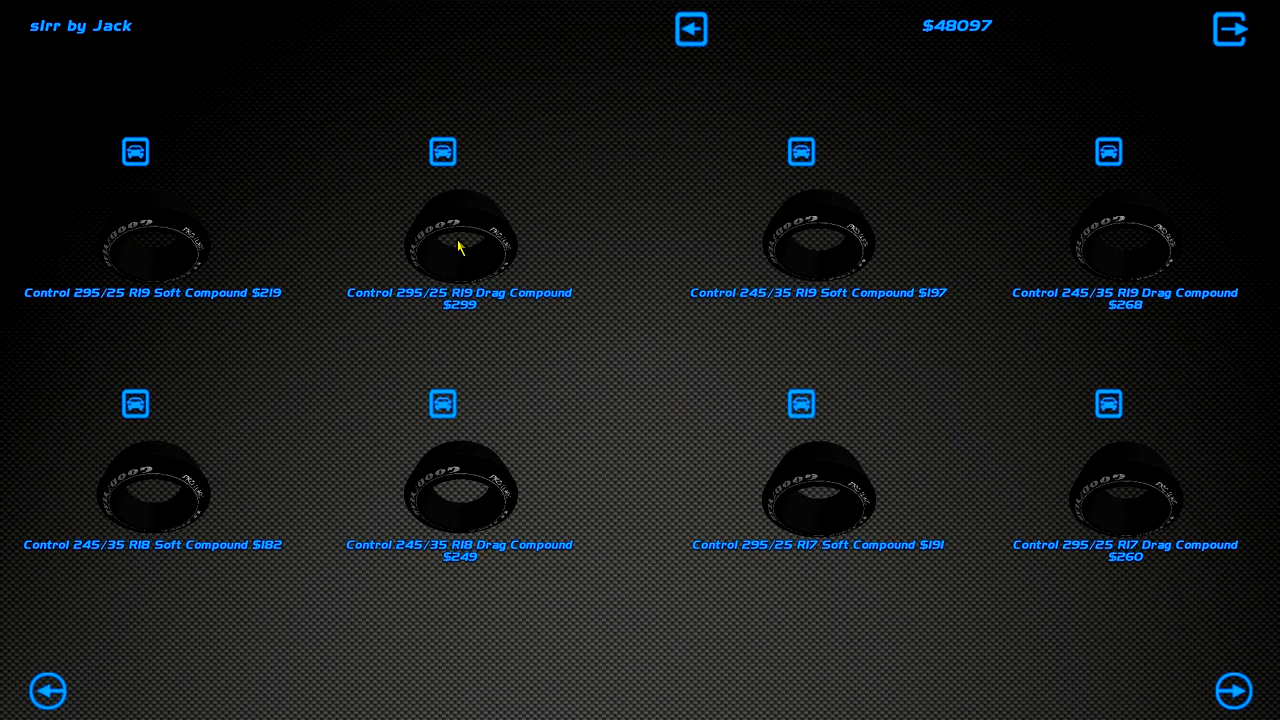 slrr by Jack
$48097
Control 295/25 R19 Soft Compound $219
Control 295/25 R19 Drag Compound
$299
Control 245/35 R19 Soft Compound $197
Control 245/35 R19 Drag Compound
$268
Control 245/35 R18 Soft Compound $182
Control 245/35 R18 Drag Compound
$249
Control 295/25 R17 Soft Compound $191
Control 295/25 R17 Drag Compound
$260